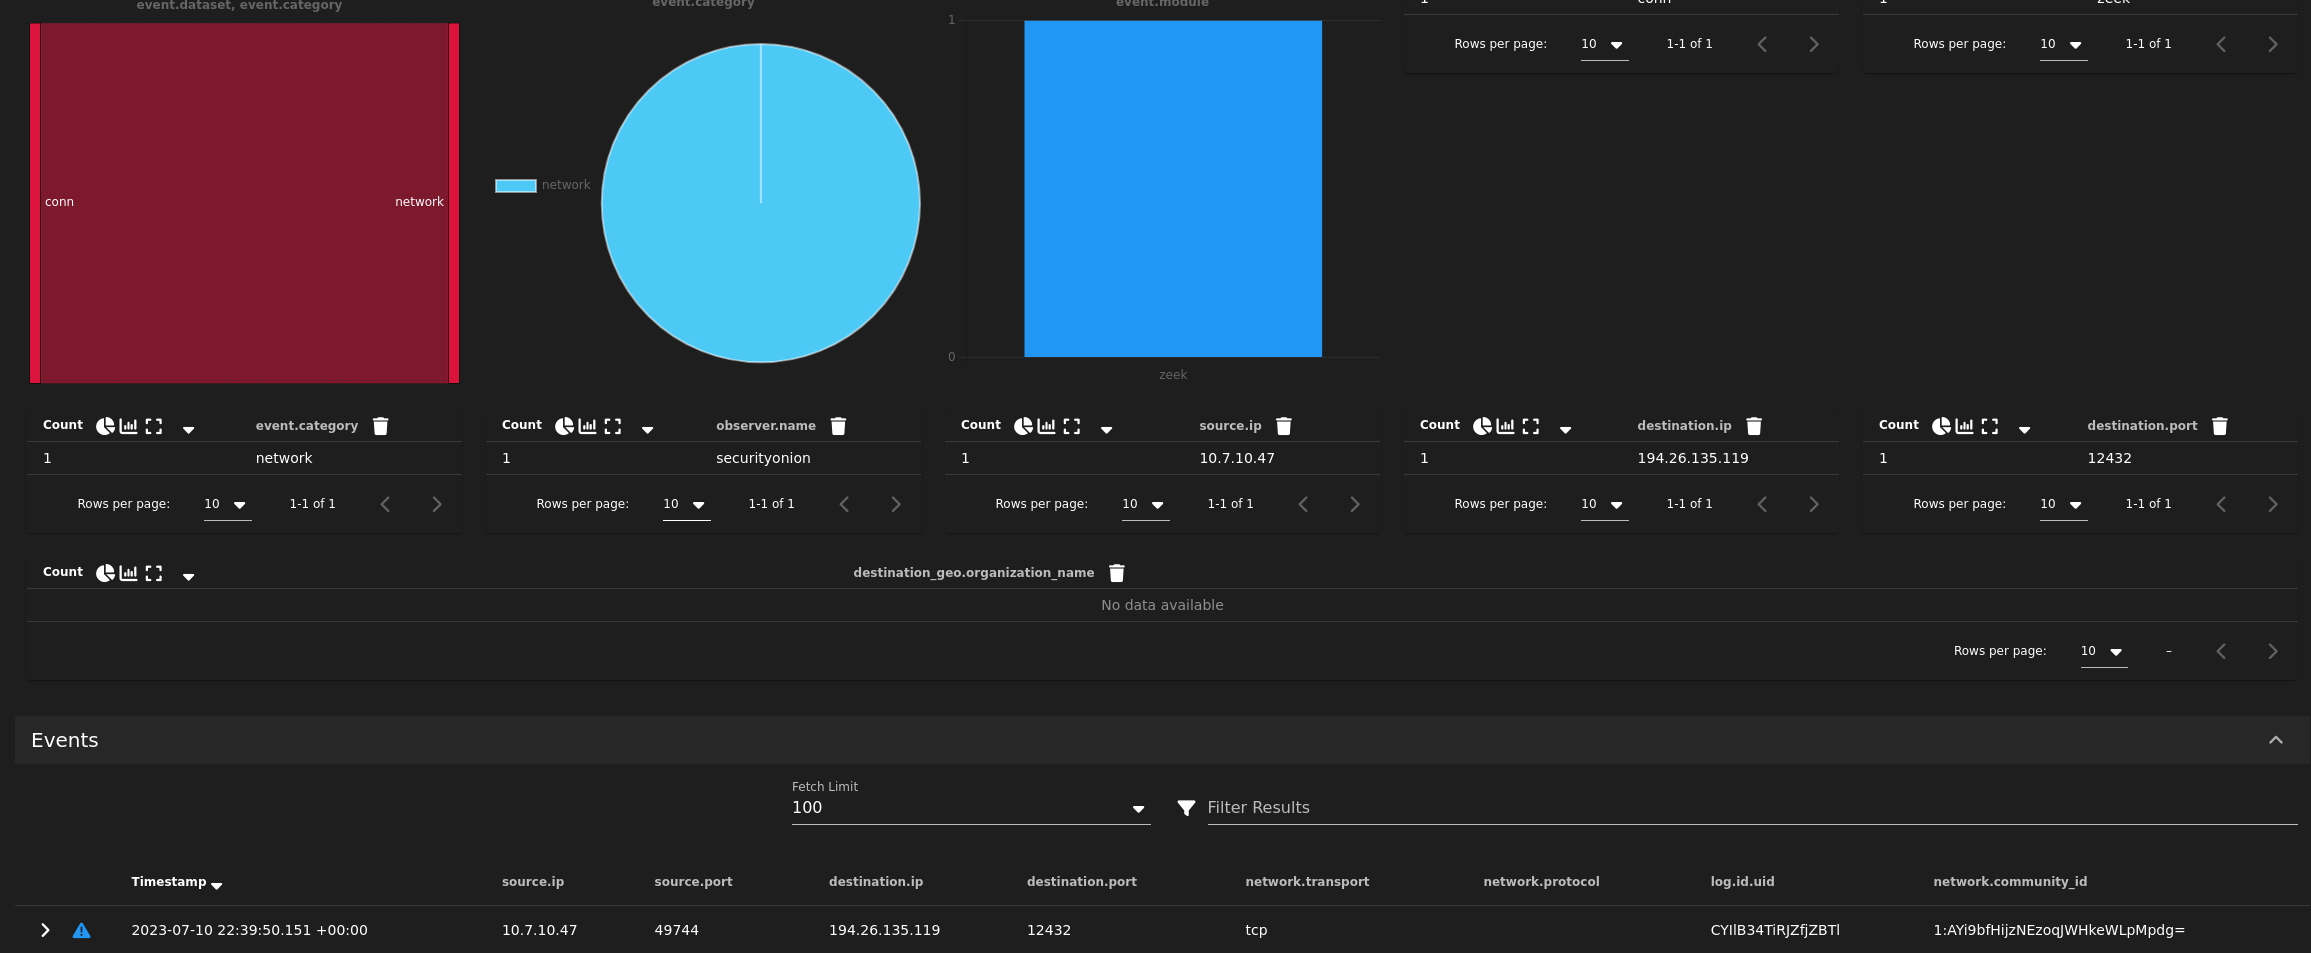 event.dataset, event.category event.category event.module
1 conn 1 zeek
Rows per page: 10 1-1 of 1 Rows per page: 10 1-1 of 1
1
conn network
network
0
zeek
Count event.category Count observer.name Count source.ip Count destination.ip Count destination.port
1 network 1 securityonion 1 10.7.10.47 1 194.26.135.119 1 12432
Rows per page: 10 1-1 of 1 Rows per page: 10 1-1 of 1 Rows per page: 10 1-1 of 1 Rows per page: 10 1-1 of 1 Rows per page: 10 1-1 of 1
Count destination_geo.organization_name
No data available
Rows per page: 10 –
Events
Fetch Limit
100 Filter Results
Timestamp source.ip source.port destination.ip destination.port network.transport network.protocol log.id.uid network.community_id
2023-07-10 22:39:50.151 +00:00 10.7.10.47 49744 194.26.135.119 12432 tcp CYIlB34TiRJZfjZBTl 1:AYi9bfHijzNEzoqJWHkeWLpMpdg=